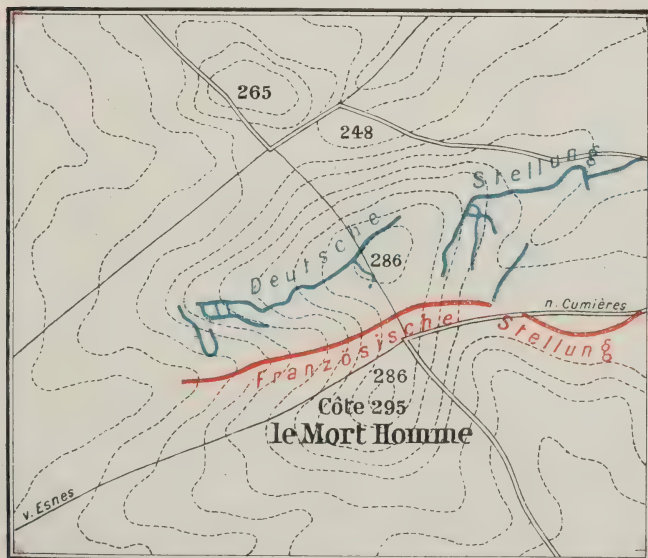 265
248
Deutsche Stellung
286
n. Cumières
Französische Stellung
286
Côte 295
le Mort Homme
v. Esnes